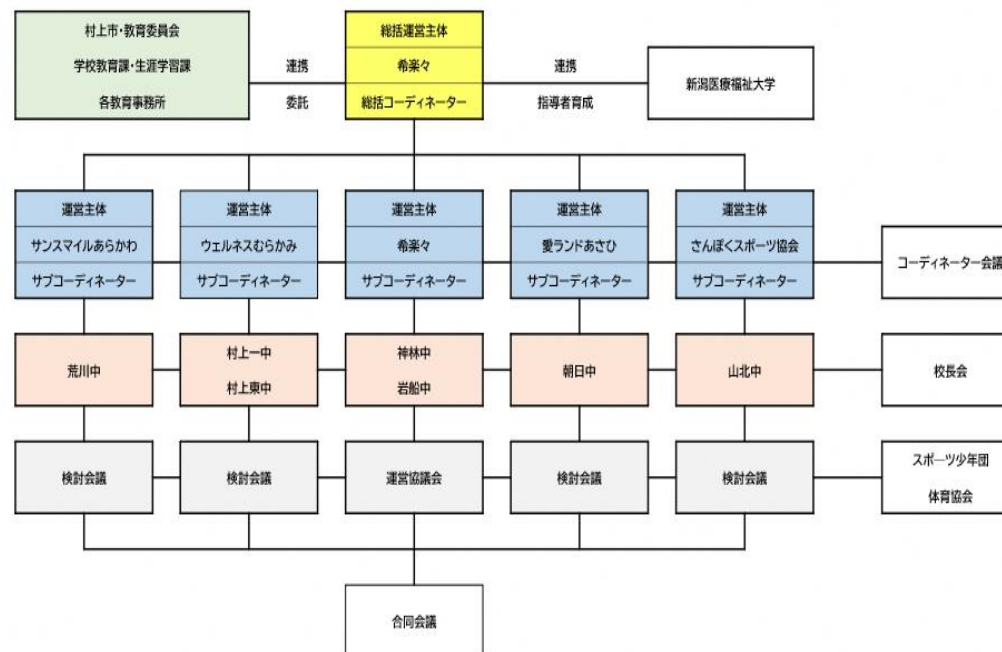 村上市・教育委員会
学校教育課・生涯学習課
各教育事務所
連携
委託
総括運営主体
希楽々
総括コーディネーター
連携
指導者育成
新潟医療福祉大学
運営主体
サンスマイルあらかわ
サブコーディネーター
運営主体
ウェルネスむらかみ
サブコーディネーター
運営主体
希楽々
サブコーディネーター
運営主体
愛ランドあさひ
サブコーディネーター
運営主体
さんぽくスポーツ協会
サブコーディネーター
コーディネーター会議
荒川中
村上一中
村上東中
神林中
岩船中
朝日中
山北中
校長会
検討会議
検討会議
運営協議会
検討会議
検討会議
スポーツ少年団
体育協会
合同会議